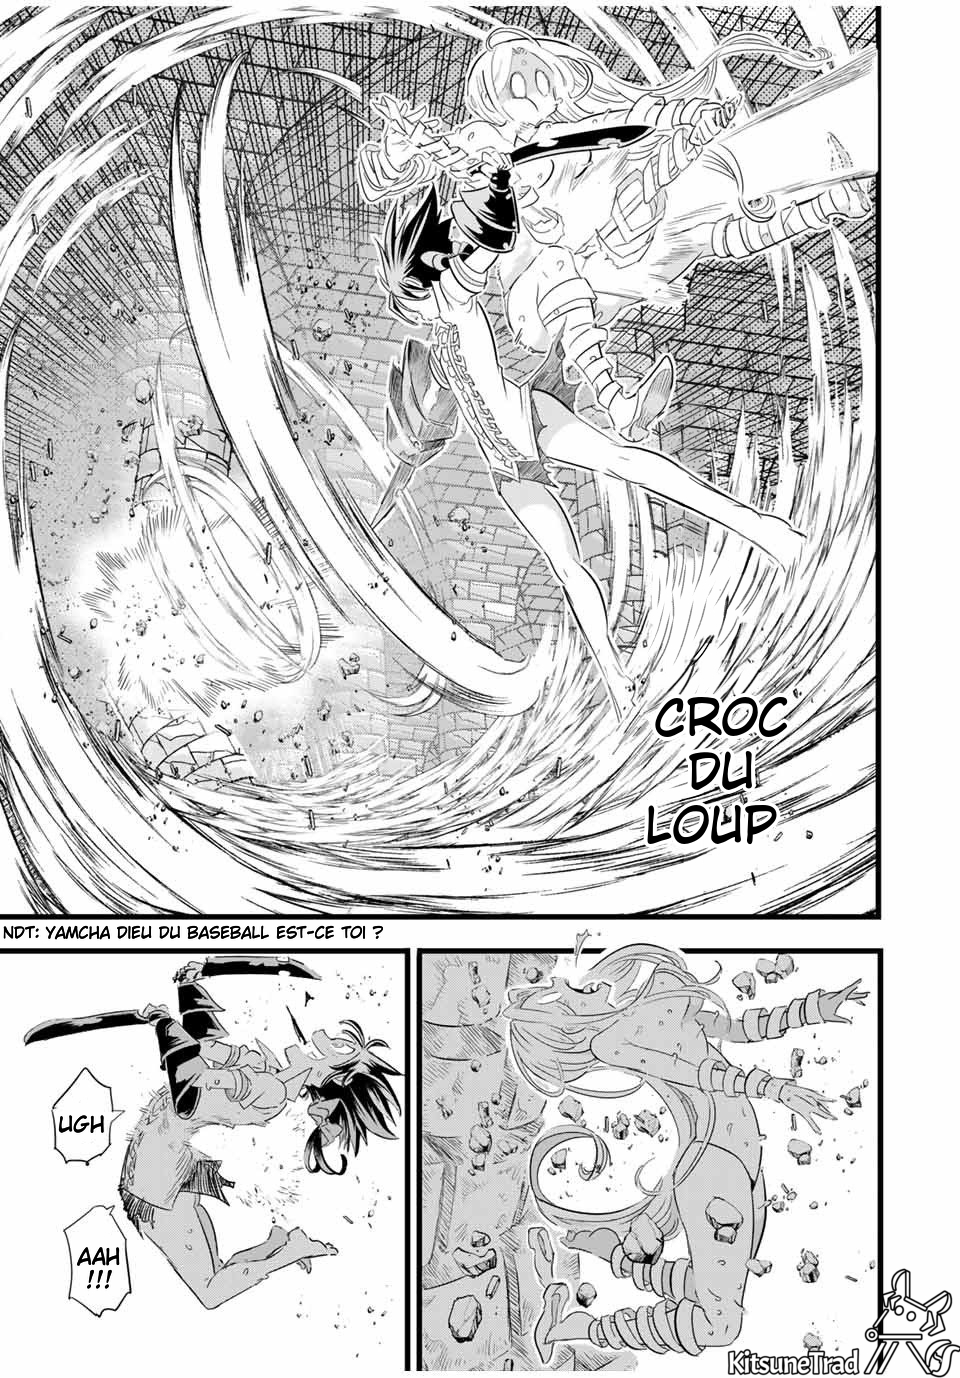 CROC
DU
LOUP
NDT: YAMCHA DIEU DU BASEBALL EST-CE TOI ?
UGH
AAH
!!!
KitsuneTrad